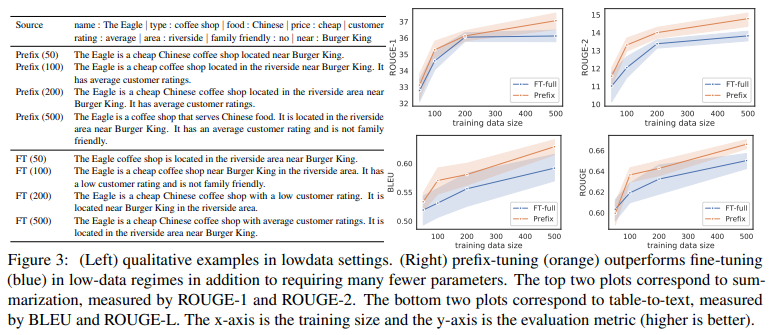 Source name : The Eagle | type : coffee shop | food : Chinese | price : cheap | customer
rating : average | area : riverside | family friendly : no | near : Burger King
Prefix (50) The Eagle is a cheap Chinese coffee shop located near Burger King.
Prefix (100) The Eagle is a cheap coffee shop located in the riverside near Burger King. It
has average customer ratings.
Prefix (200) The Eagle is a cheap Chinese coffee shop located in the riverside area near
Burger King. It has average customer ratings.
Prefix (500) The Eagle is a coffee shop that serves Chinese food. It is located in the riverside
area near Burger King. It has an average customer rating and is not family
friendly.
FT (50) The Eagle coffee shop is located in the riverside area near Burger King.
FT (100) The Eagle is a cheap coffee shop near Burger King in the riverside area. It has
a low customer rating and is not family friendly.
FT (200) The Eagle is a cheap Chinese coffee shop with a low customer rating. It is
located near Burger King in the riverside area.
FT (500) The Eagle is a cheap Chinese coffee shop with average customer ratings. It is
located in the riverside area near Burger King.
ROUGE-1
37
36
35
34
33
32
100 200 300 400 500
training data size
FT-full
Prefix
ROUGE-2
15
14
13
12
11
10
100 200 300 400 500
training data size
FT-full
Prefix
BLEU
0.60
0.55
0.50
100 200 300 400 500
training data size
FT-full
Prefix
ROUGE
0.66
0.64
0.62
0.60
100 200 300 400 500
training data size
FT-full
Prefix
Figure 3: (Left) qualitative examples in lowdata settings. (Right) prefix-tuning (orange) outperforms fine-tuning
(blue) in low-data regimes in addition to requiring many fewer parameters. The top two plots correspond to sum-
marization, measured by ROUGE-1 and ROUGE-2. The bottom two plots correspond to table-to-text, measured
by BLEU and ROUGE-L. The x-axis is the training size and the y-axis is the evaluation metric (higher is better).